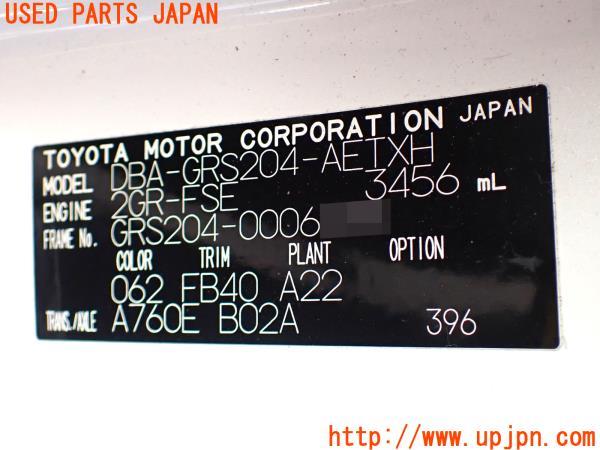 USED PARTS JAPAN
TOYOTA MOTOR CORPORATION JAPAN
MODEL DBA-GRS204-AETXH
ENGINE 2GR-FSE 3456 mL
FRAME No. GRS204-0006
COLOR TRIM PLANT OPTION
062 FB40 A22
TRANS./AXLE A760E B02A 396
http://www.upjpn.com